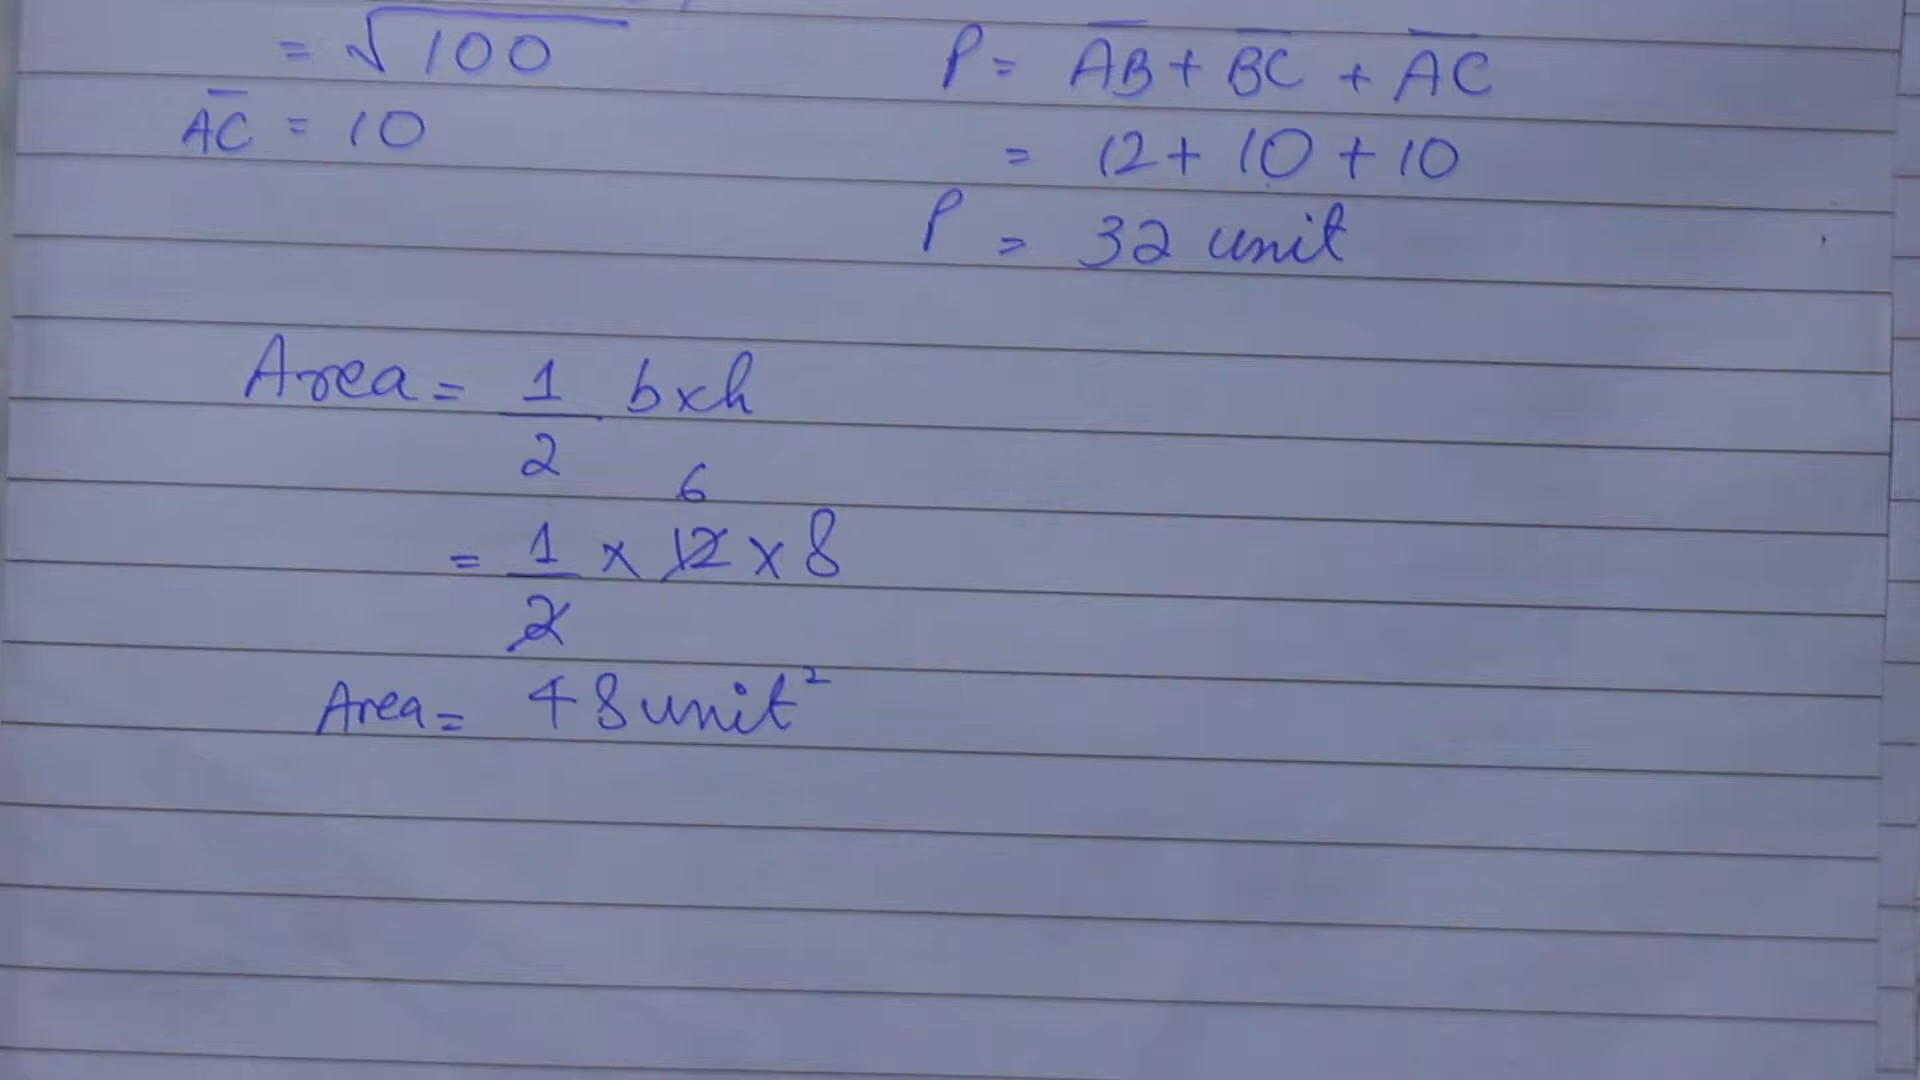 = √100
AC = 10
P = AB + BC + AC
= 12 + 10 + 10
P = 32 unit
Area = 1/2 b×h
= 1/2 × 12 × 8
6
Area = 48 unit²